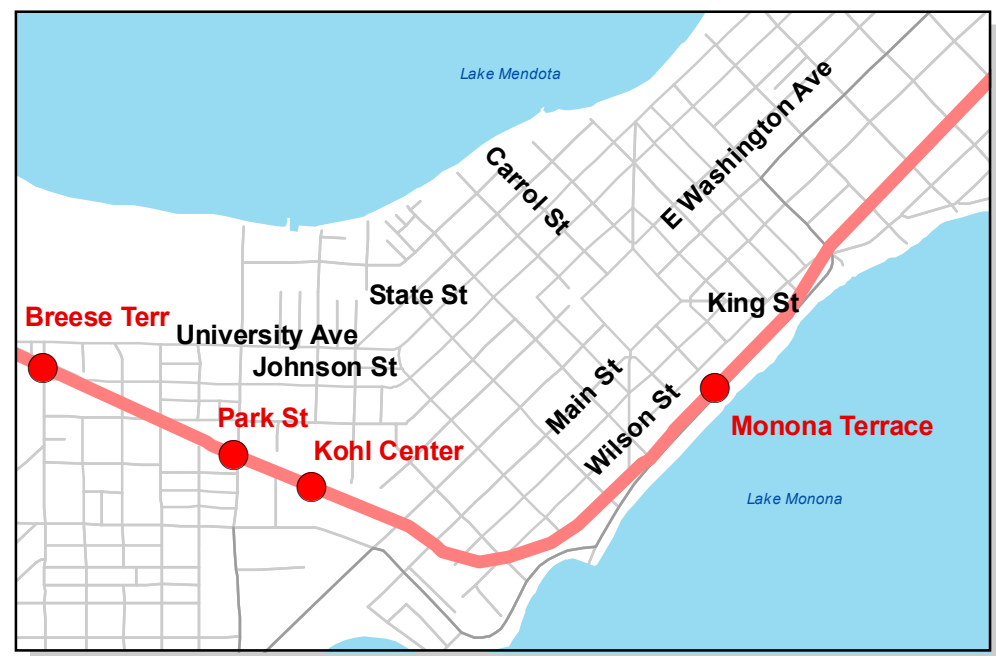 Lake Mendota
E Washington Ave
Carrol St
State St
King St
Breese Terr
University Ave
Johnson St
Main St
Park St
Wilson St
Monona Terrace
Kohl Center
Lake Monona